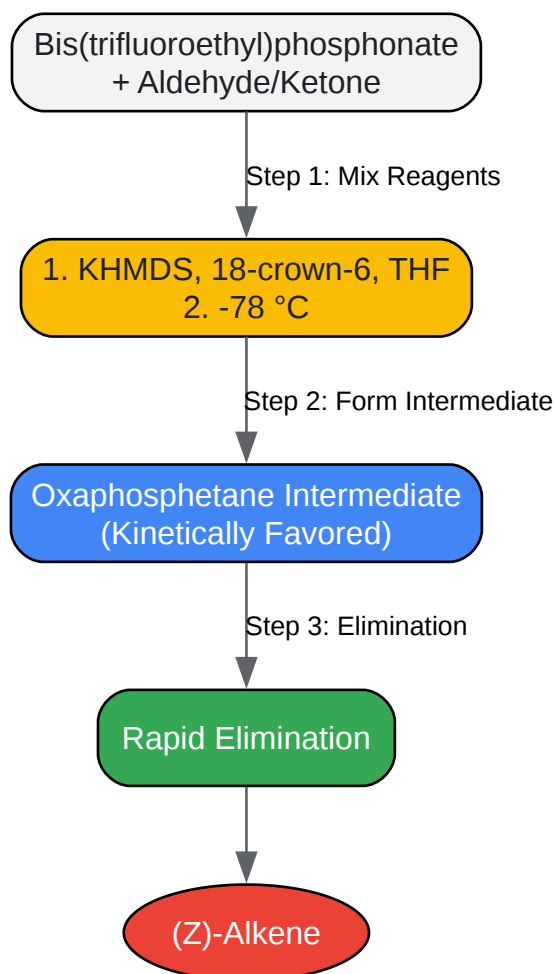 Bis(trifluoroethyl)phosphonate
+ Aldehyde/Ketone
Step 1: Mix Reagents
1. KHMDS, 18-crown-6, THF
2. -78 °C
Step 2: Form Intermediate
Oxaphosphetane Intermediate
(Kinetically Favored)
Step 3: Elimination
Rapid Elimination
(Z)-Alkene